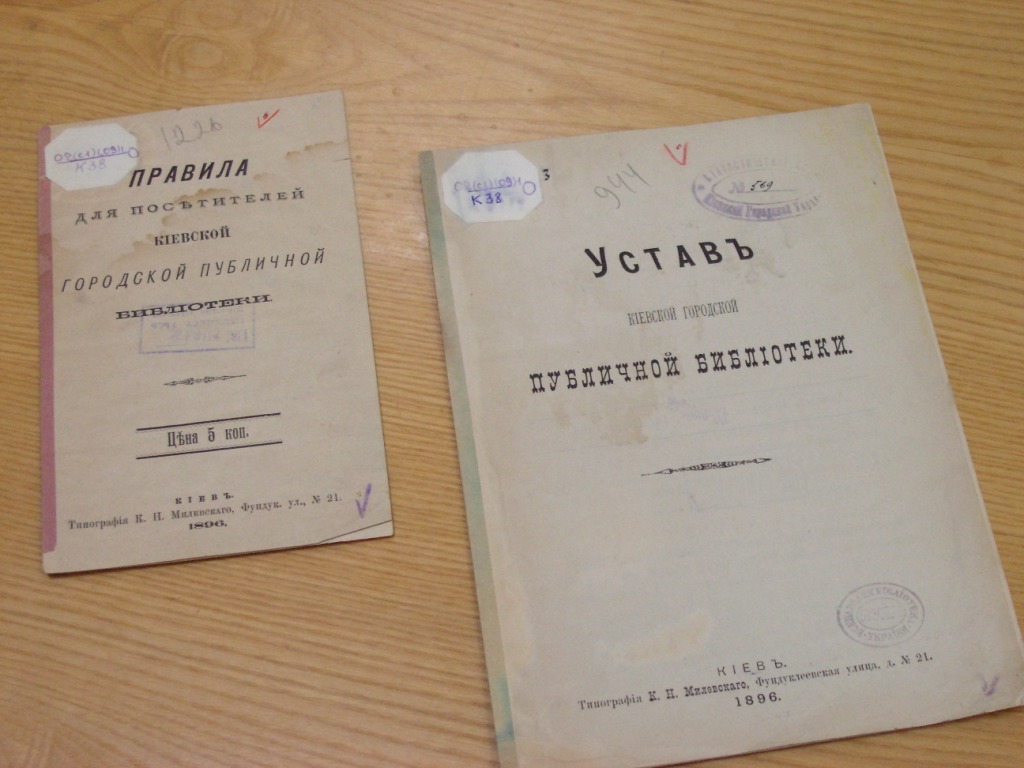 1226
К38
ПРАВИЛА
ДЛЯ ПОСѢТИТЕЛЕЙ
КІЕВСКОЙ
ГОРОДСКОЙ ПУБЛИЧНОЙ
БИБЛІОТЕКИ.
Цѣна 5 коп.
КІЕВЪ.
Типографія К. Н. Милевскаго, Фундук. ул., № 21.
1896.
К38
3
944
№ 569
УСТАВЪ
КІЕВСКОЙ ГОРОДСКОЙ
ПУБЛИЧНОЙ БИБЛІОТЕКИ.
КІЕВЪ.
Типографія К. Н. Милевскаго, Фундуклеевская улица, д. № 21.
1896.